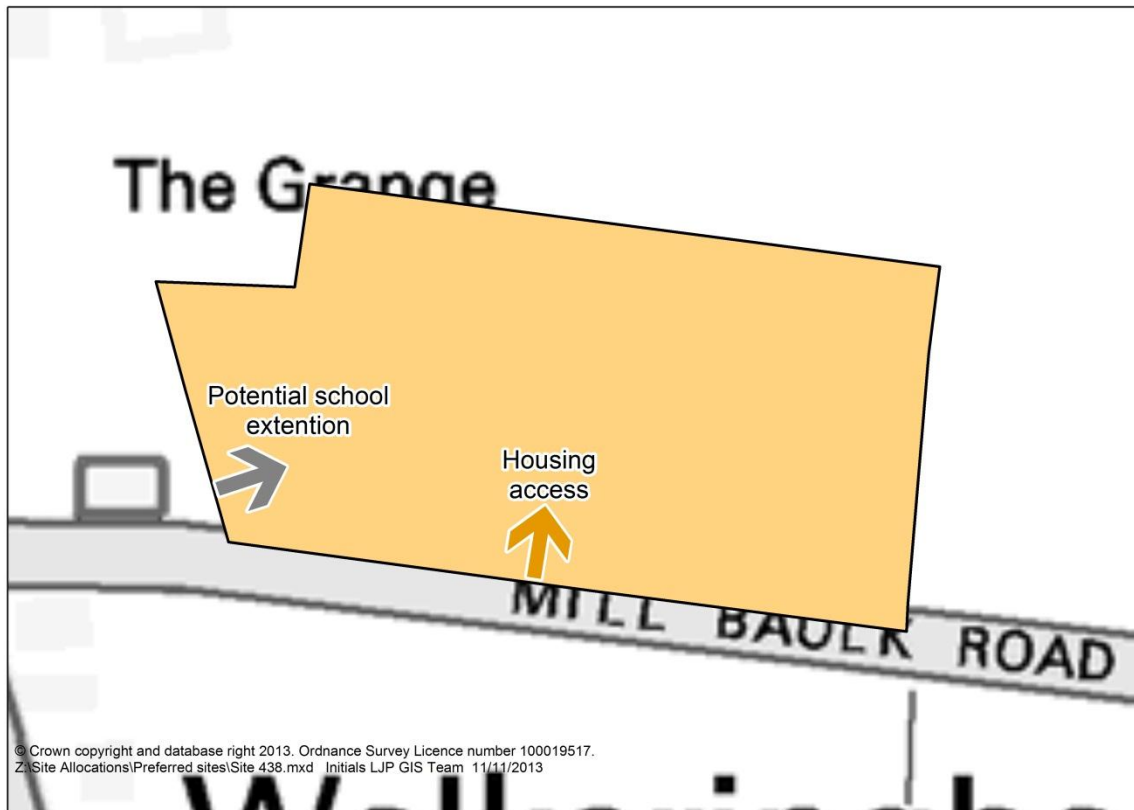 The Grange
Potential school
extention
Housing
access
MILL BAULK ROAD
© Crown copyright and database right 2013. Ordnance Survey Licence number 100019517.
Z:\Site Allocations\Preferred sites\Site 438.mxd Initials LJP GIS Team 11/11/2013